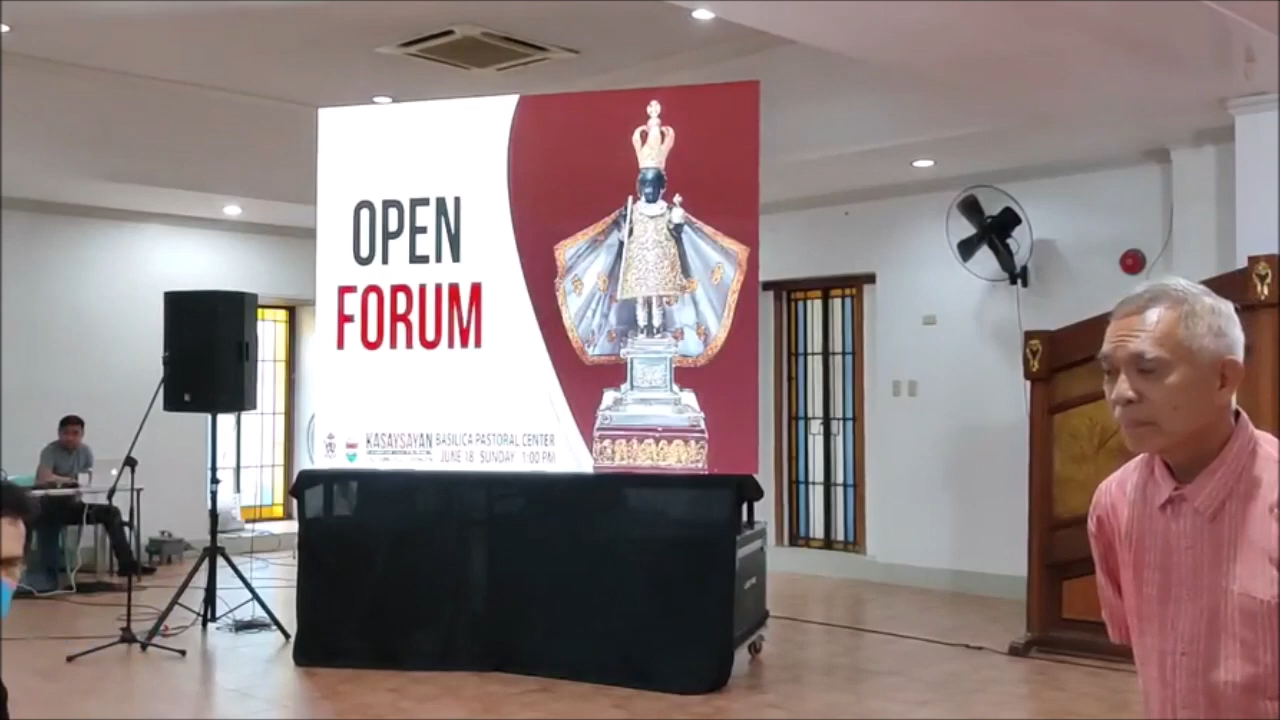 OPEN
FORUM
KASAYSAYAN
BASILICA PASTORAL CENTER
JUNE 18 SUNDAY 1:00 PM